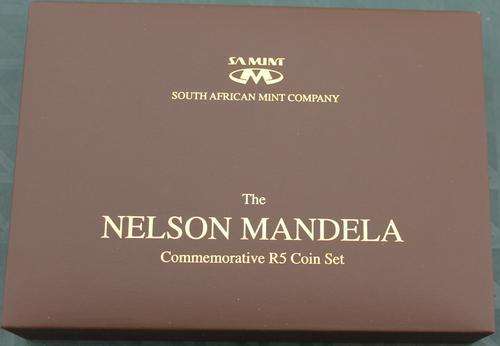 SA MINT
SOUTH AFRICAN MINT COMPANY
The
NELSON MANDELA
Commemorative R5 Coin Set